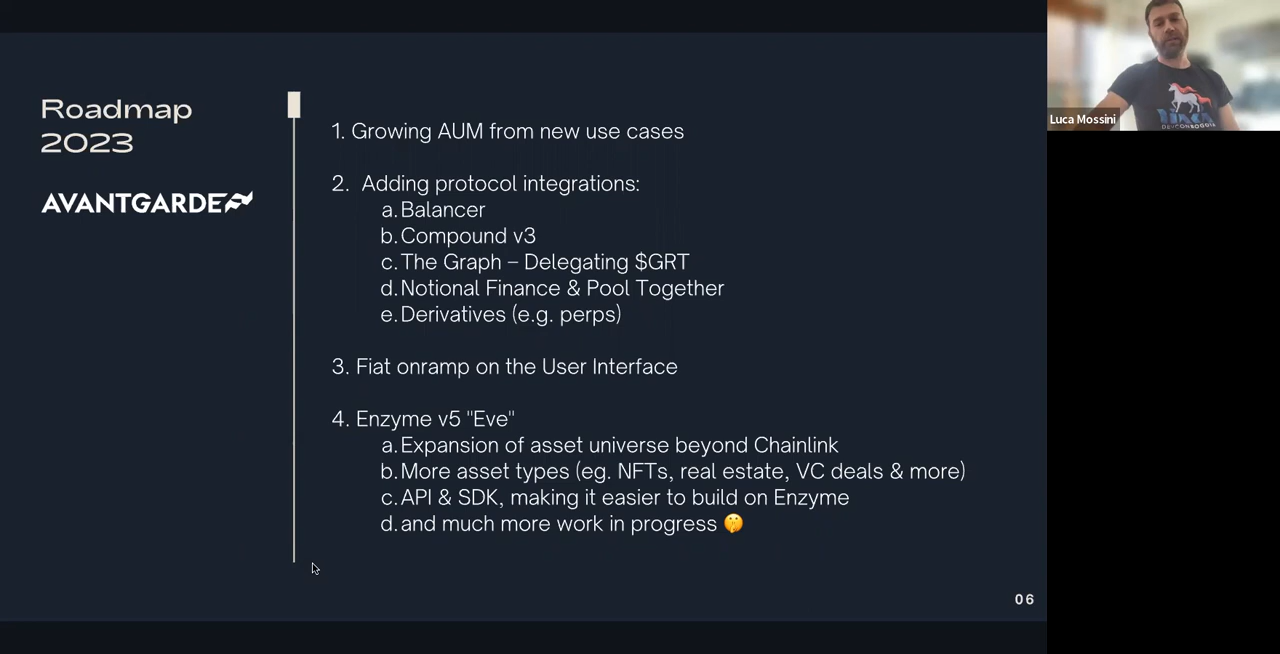 Roadmap
2023
AVANTGARDE
1. Growing AUM from new use cases
2. Adding protocol integrations:
a. Balancer
b. Compound v3
c. The Graph – Delegating $GRT
d. Notional Finance & Pool Together
e. Derivatives (e.g. perps)
3. Fiat onramp on the User Interface
4. Enzyme v5 "Eve"
a. Expansion of asset universe beyond Chainlink
b. More asset types (eg. NFTs, real estate, VC deals & more)
c. API & SDK, making it easier to build on Enzyme
d. and much more work in progress 🤫
06
Luca Mossini